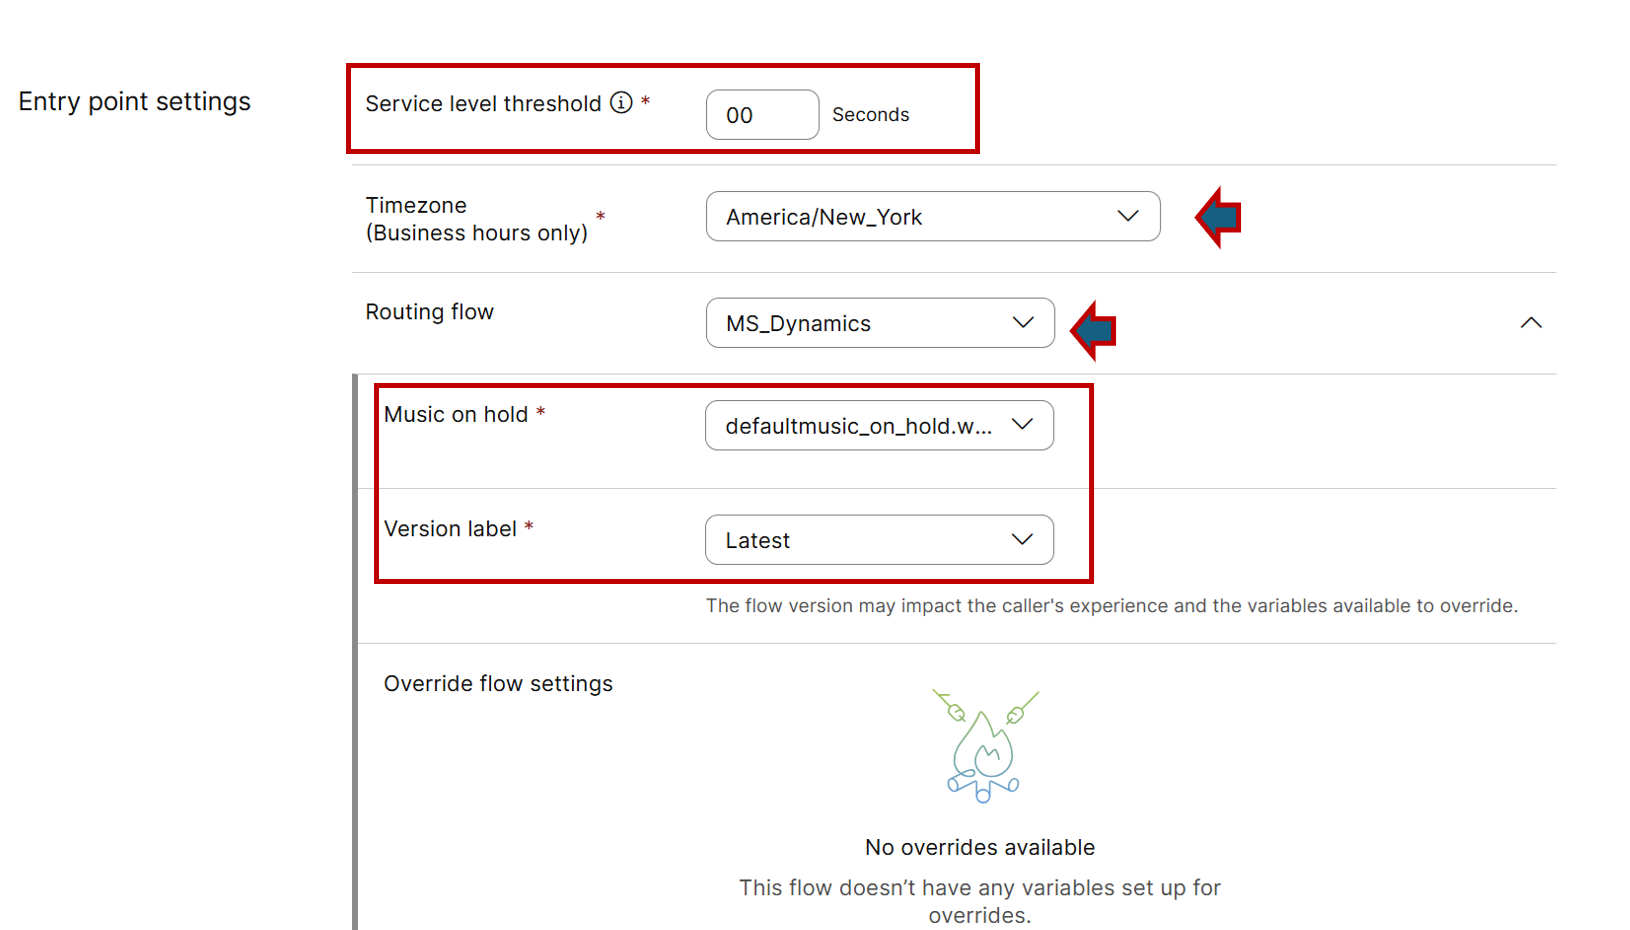 Entry point settings
Service level threshold *
00 Seconds
Timezone
(Business hours only) *
America/New_York
Routing flow
MS_Dynamics
Music on hold *
defaultmusic_on_hold.w...
Version label *
Latest
The flow version may impact the caller's experience and the variables available to override.
Override flow settings
No overrides available
This flow doesn’t have any variables set up for
overrides.